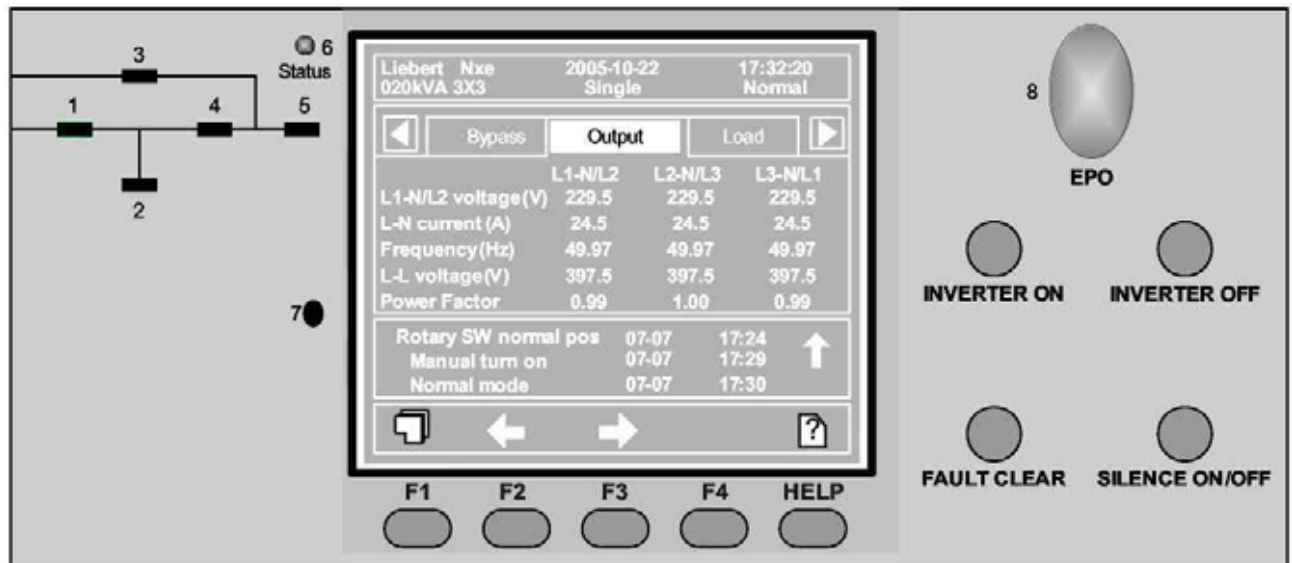 3
6
Status
1
4
5
2
7
Liebert Nxe 2005-10-22 17:32:20
020kVA 3X3 Single Normal
Bypass Output Load
L1-N/L2 L2-N/L3 L3-N/L1
L1-N/L2 voltage(V) 229.5 229.5 229.5
L-N current (A) 24.5 24.5 24.5
Frequency(Hz) 49.97 49.97 49.97
L-L voltage(V) 397.5 397.5 397.5
Power Factor 0.99 1.00 0.99
Rotary SW normal pos 07-07 17:24
Manual turn on 07-07 17:29
Normal mode 07-07 17:30
?
F1 F2 F3 F4 HELP
8
EPO
INVERTER ON INVERTER OFF
FAULT CLEAR SILENCE ON/OFF